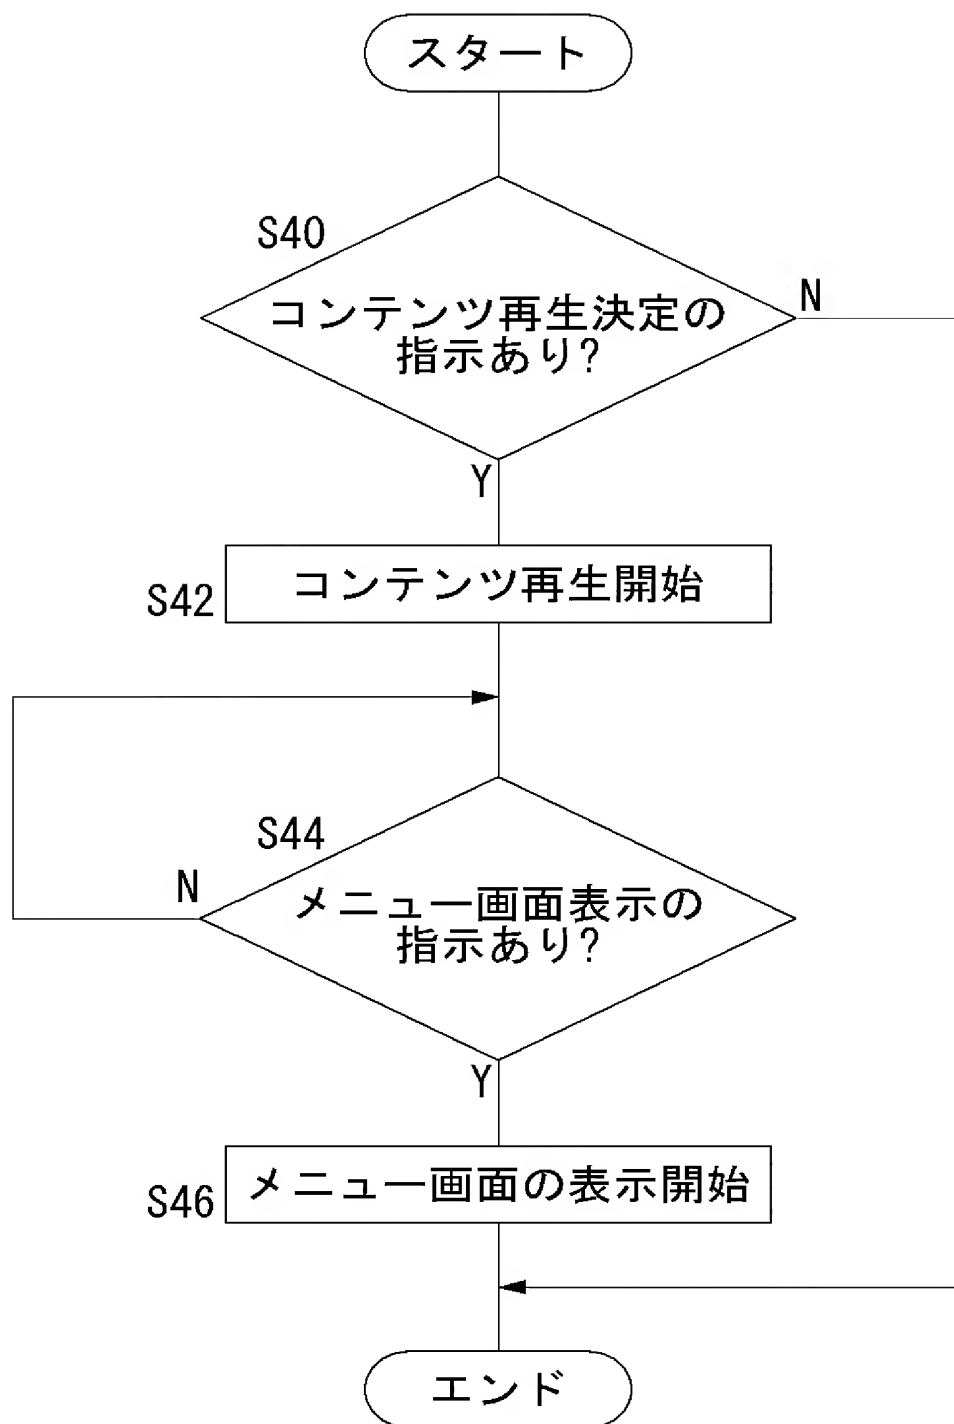 スタート
S40
コンテンツ再生決定の
指示あり?
N
Y
S42
コンテンツ再生開始
S44
N
メニュー画面表示の
指示あり?
Y
S46
メニュー画面の表示開始
エンド